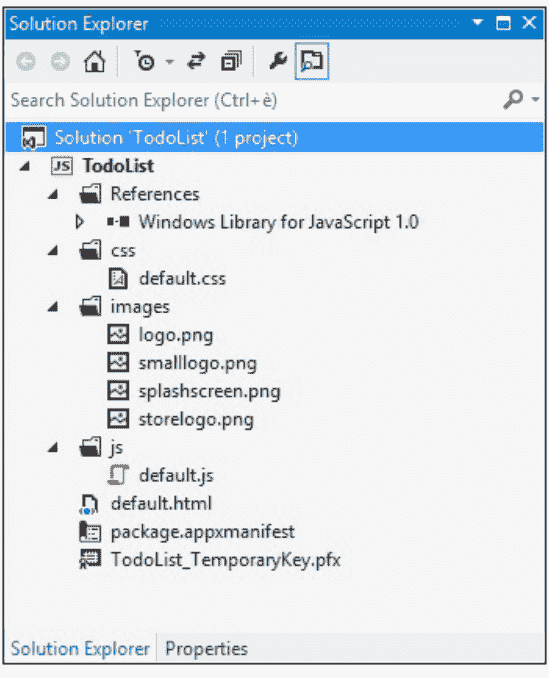 Solution Explorer
Search Solution Explorer (Ctrl+è)
Solution 'TodoList' (1 project)
JS TodoList
References
Windows Library for JavaScript 1.0
css
default.css
images
logo.png
smalllogo.png
splashscreen.png
storelogo.png
js
default.js
default.html
package.appxmanifest
TodoList_TemporaryKey.pfx
Solution Explorer Properties